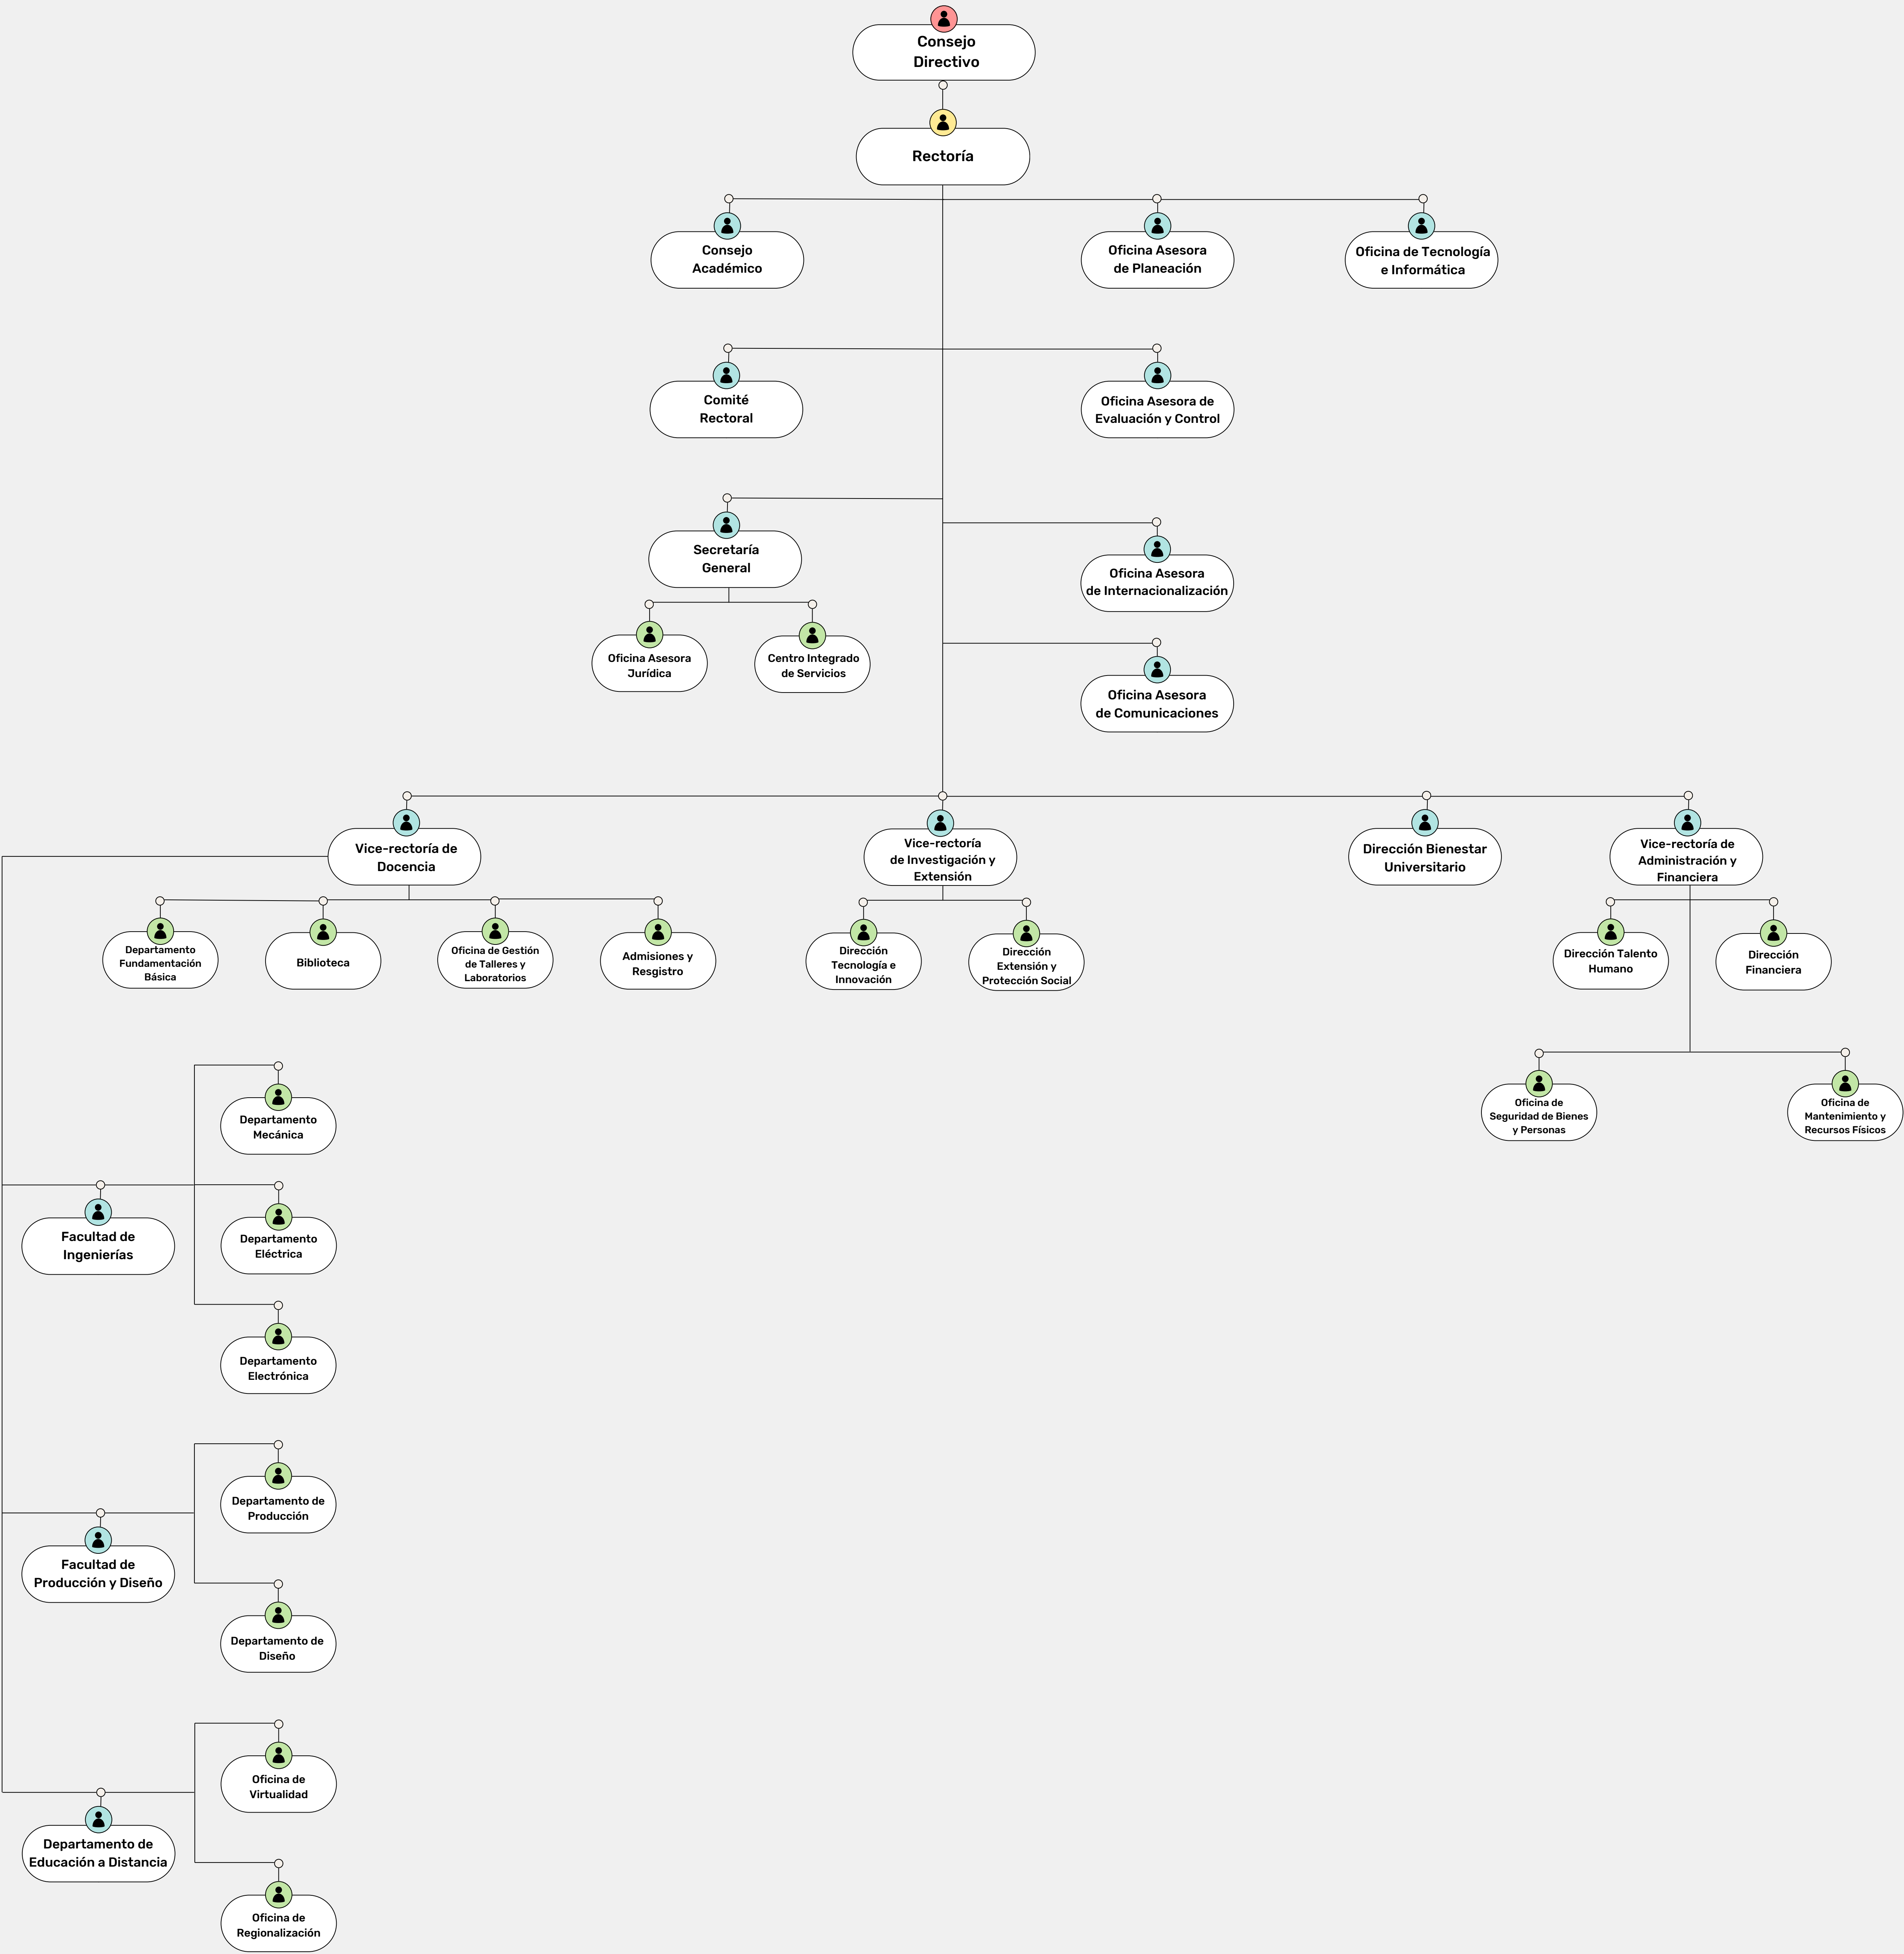 Consejo
Directivo
Rectoría
Consejo
Académico
Oficina Asesora
de Planeación
Oficina de Tecnología
e Informática
Comité
Rectoral
Oficina Asesora de
Evaluación y Control
Secretaría
General
Oficina Asesora
de Internacionalización
Oficina Asesora
Jurídica
Centro Integrado
de Servicios
Oficina Asesora
de Comunicaciones
Vice-rectoría de
Docencia
Vice-rectoría
de Investigación y
Extensión
Dirección Bienestar
Universitario
Vice-rectoría de
Administración y
Financiera
Departamento
Fundamentación
Básica
Biblioteca
Oficina de Gestión
de Talleres y
Laboratorios
Admisiones y
Resgistro
Dirección
Tecnología e
Innovación
Dirección
Extensión y
Protección Social
Dirección Talento
Humano
Dirección
Financiera
Oficina de
Seguridad de Bienes
y Personas
Oficina de
Mantenimiento y
Recursos Físicos
Departamento
Mecánica
Facultad de
Ingenierías
Departamento
Eléctrica
Departamento
Electrónica
Departamento de
Producción
Facultad de
Producción y Diseño
Departamento de
Diseño
Oficina de
Virtualidad
Departamento de
Educación a Distancia
Oficina de
Regionalización